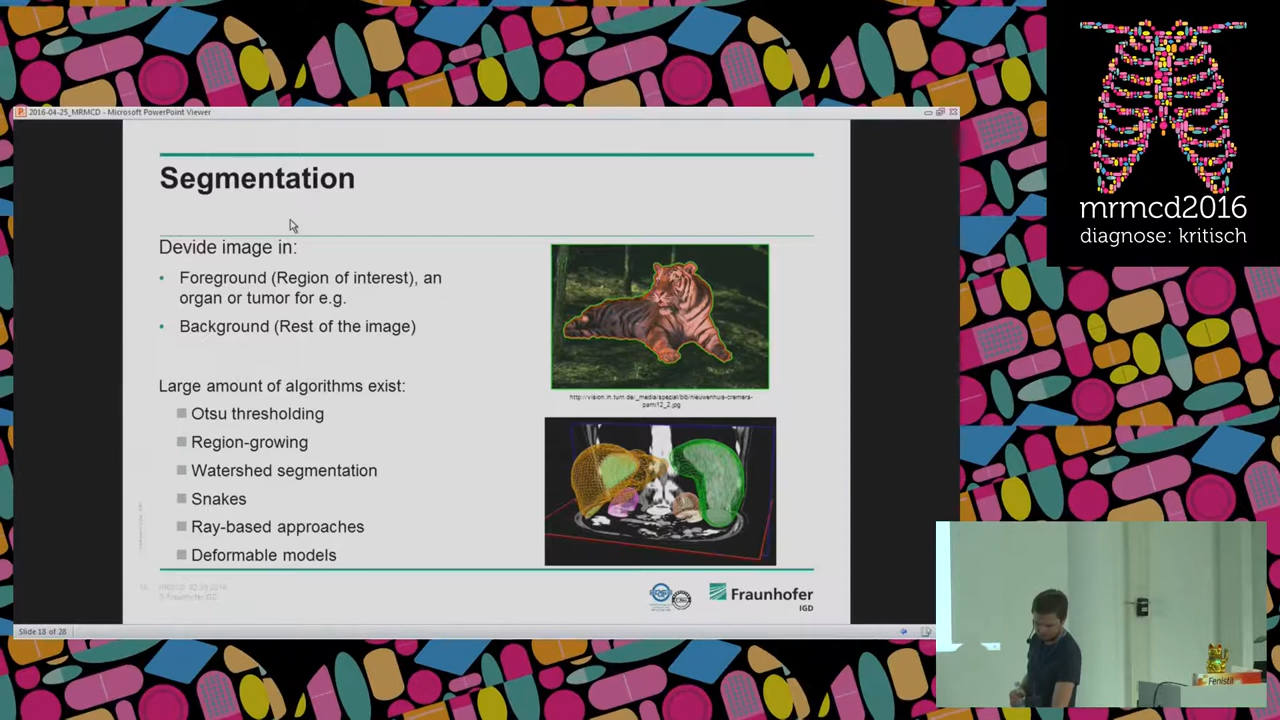 2016-04-25_MRMCD - Microsoft PowerPoint Viewer
Segmentation
Devide image in:
Foreground (Region of interest), an
organ or tumor for e.g.
Background (Rest of the image)
Large amount of algorithms exist:
Otsu thresholding
Region-growing
Watershed segmentation
Snakes
Ray-based approaches
Deformable models
Fraunhofer
IGD
Slide 18 of 28
mrmcd2016
diagnose: kritisch
Fenistil